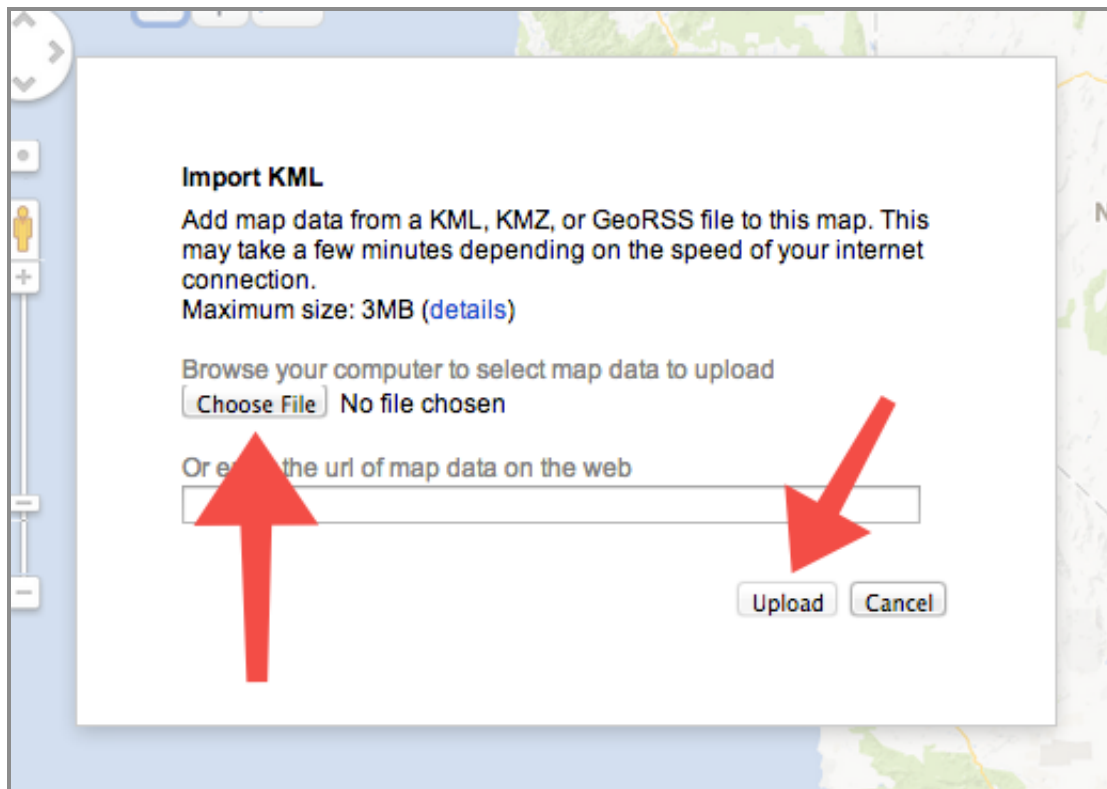 Import KML
Add map data from a KML, KMZ, or GeoRSS file to this map. This
may take a few minutes depending on the speed of your internet
connection.
Maximum size: 3MB (details)
Browse your computer to select map data to upload
Choose File No file chosen
Or the url of map data on the web
Upload Cancel
N